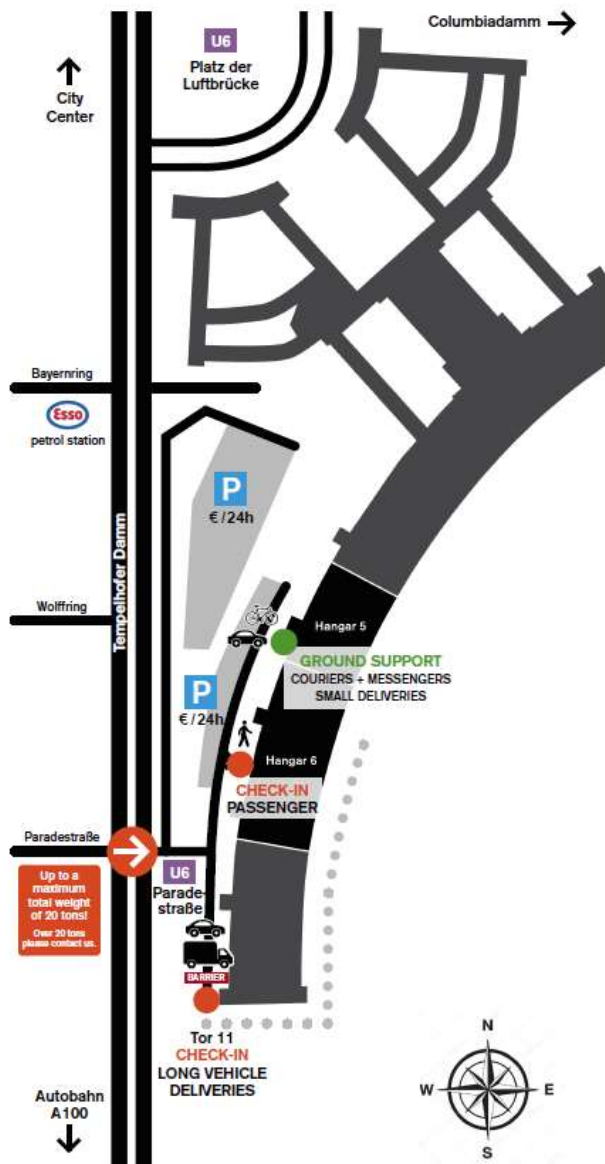 Columbiadamm
U6
Platz der
Luftbrücke
City
Center
Bayernring
Esso
petrol station
P
€/24h
Tempelhofer Damm
Wolffring
Hangar 5
GROUND SUPPORT
COURIERS + MESSENGERS
SMALL DELIVERIES
P
€/24h
Hangar 6
CHECK-IN
PASSENGER
Paradestraße
U6
Parade-
straße
Up to a
maximum
total weight
of 20 tons!
Over 20 tons
please contact us.
BARRIER
Tor 11
CHECK-IN
LONG VEHICLE
DELIVERIES
Autobahn
A100
N
W
E
S